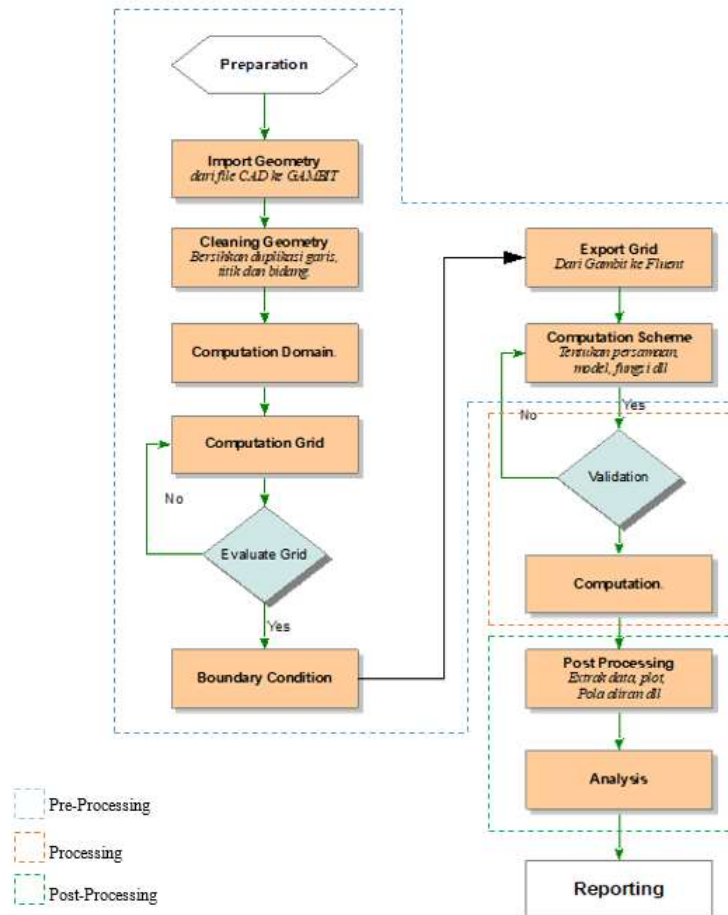 Preparation
Import Geometry
dari file CAD ke GAMBIT
Cleaning Geometry
Bersihkan duplikasi garis,
titik dan bidang.
Computation Domain.
Computation Grid
No
Evaluate Grid
Yes
Boundary Condition
Export Grid
Dari Gambit ke Fluent
Computation Scheme
Tentukan persamaan,
model, fungsi dll
Yes
No
Validation
Computation.
Post Processing
Extrak data, plot,
Pola aliran dll
Analysis
Reporting
Pre-Processing
Processing
Post-Processing